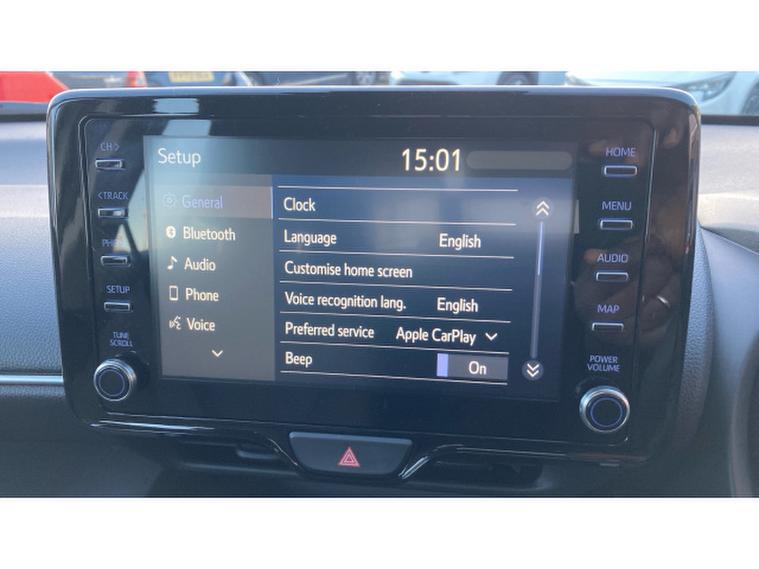 CH>
<TRACK
SETUP
TUNE
SCROLL
Setup
15:01
General
Bluetooth
Audio
Phone
Voice
Clock
Language English
Customise home screen
Voice recognition lang. English
Preferred service Apple CarPlay
Beep On
HOME
MENU
AUDIO
MAP
POWER
VOLUME